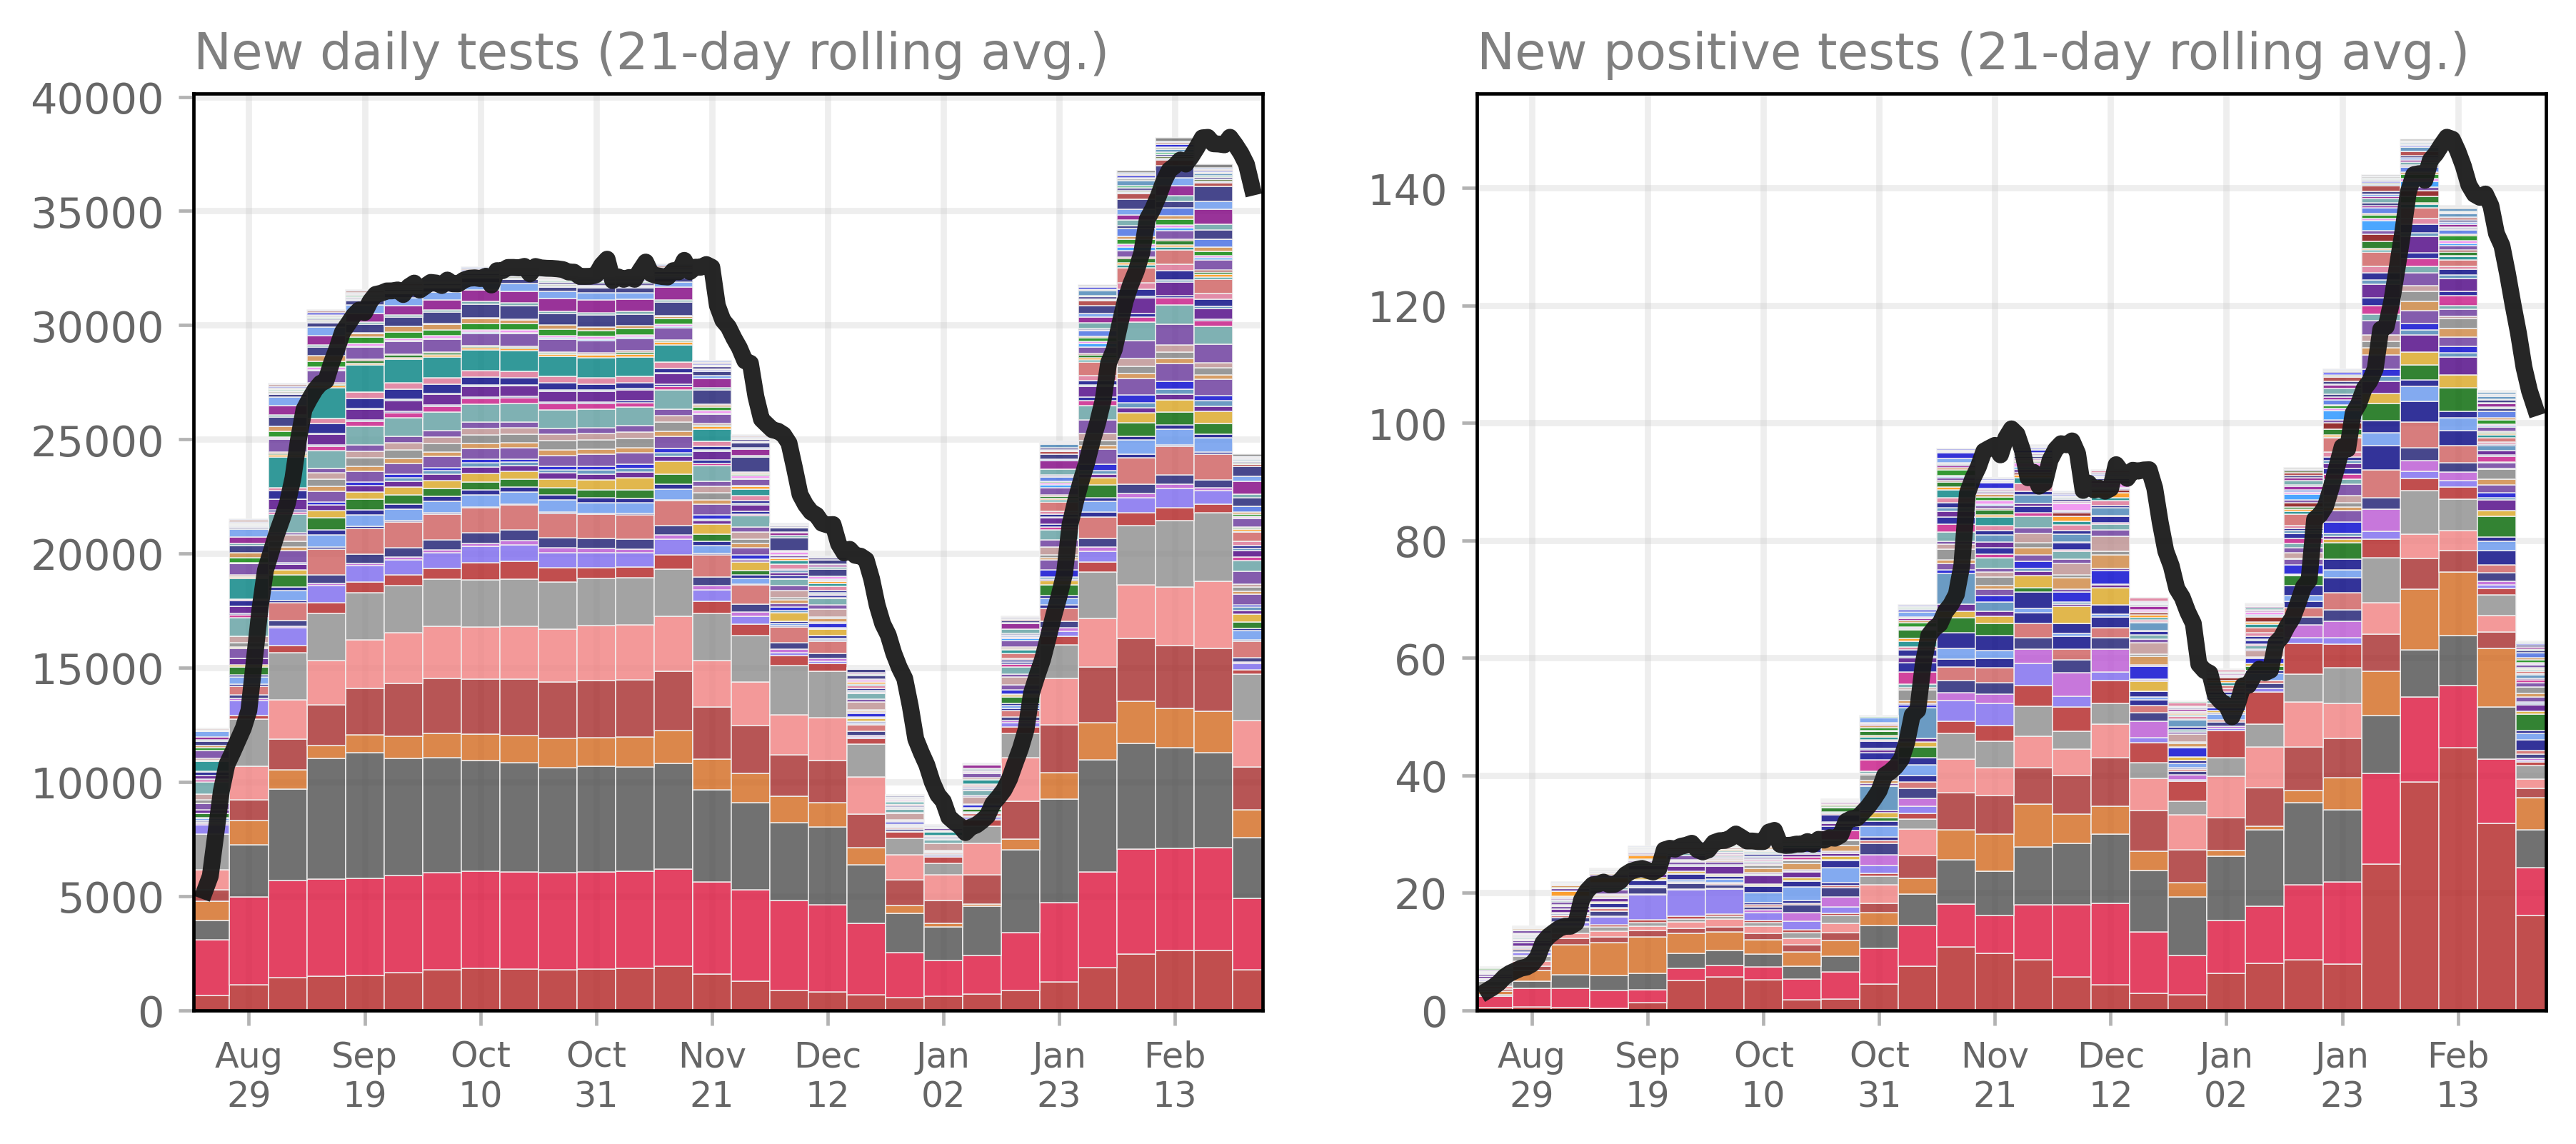 New daily tests (21-day rolling avg.)
40000
35000
30000
25000
20000
15000
10000
5000
0
Aug Sep Oct Oct Nov Dec Jan Jan Feb
29 19 10 31 21 12 02 23 13
New positive tests (21-day rolling avg.)
140
120
100
80
60
40
20
0
Aug Sep Oct Oct Nov Dec Jan Jan Feb
29 19 10 31 21 12 02 23 13